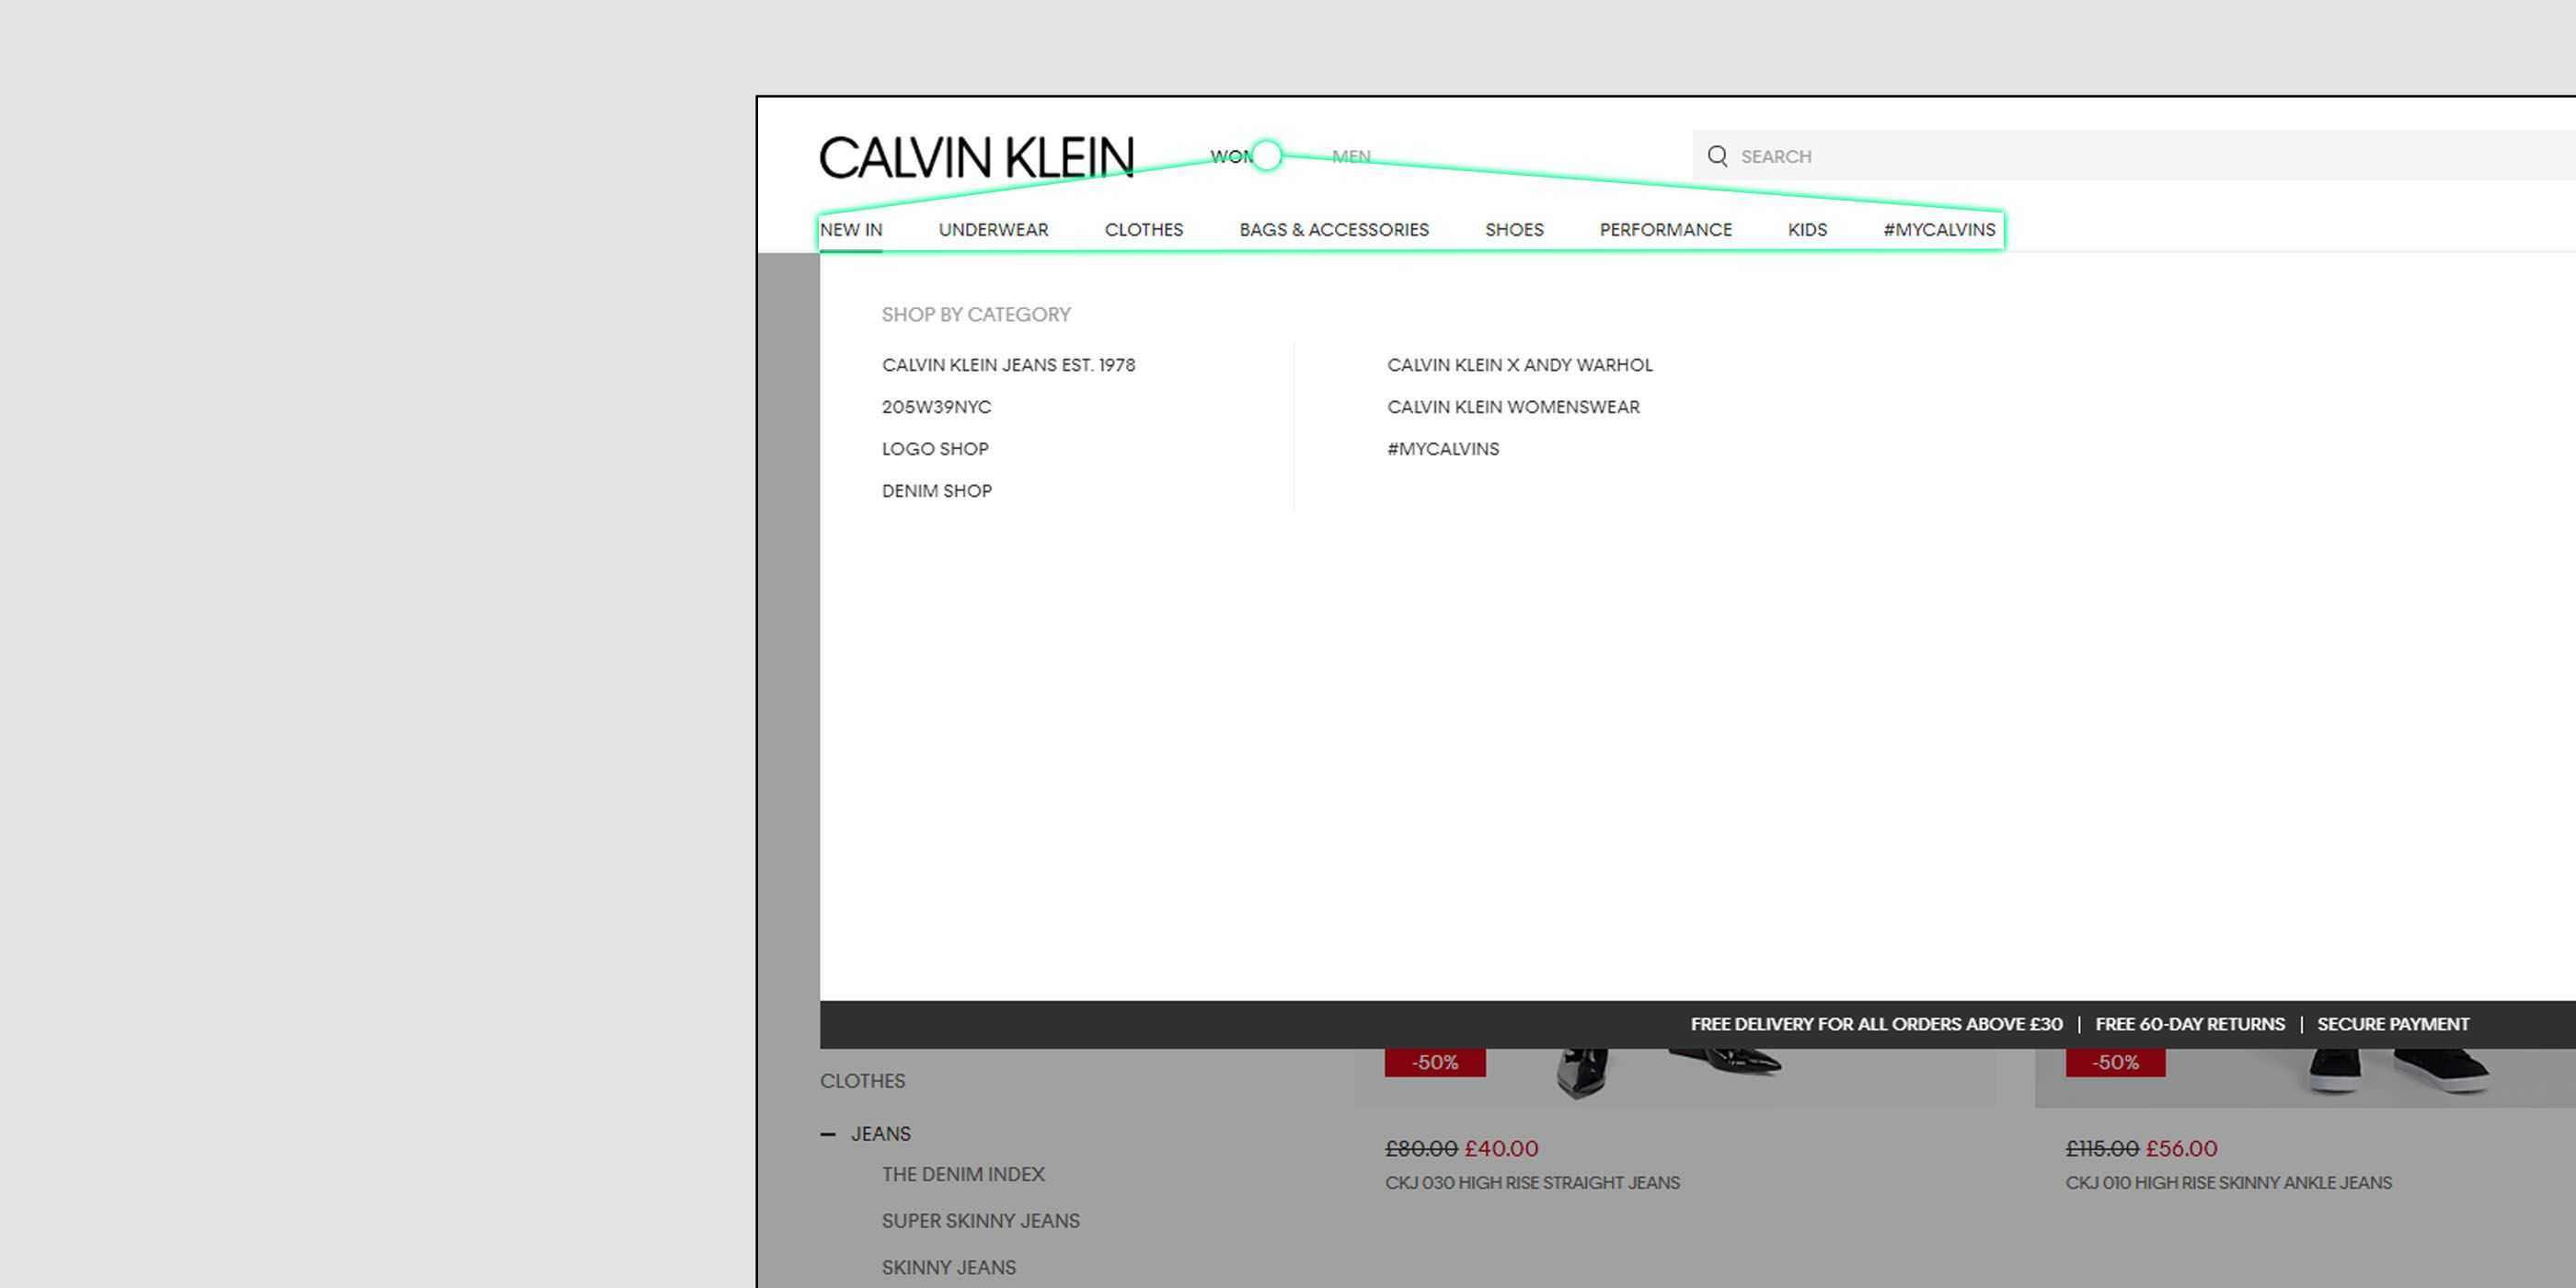 CALVIN KLEIN
MEN
SEARCH
NEW IN UNDERWEAR CLOTHES BAGS & ACCESSORIES SHOES PERFORMANCE KIDS #MYCALVINS
SHOP BY CATEGORY
CALVIN KLEIN JEANS EST. 1978
205W39NYC
LOGO SHOP
DENIM SHOP
CALVIN KLEIN X ANDY WARHOL
CALVIN KLEIN WOMENSWEAR
#MYCALVINS
FREE DELIVERY FOR ALL ORDERS ABOVE £30 | FREE 60-DAY RETURNS | SECURE PAYMENT
CLOTHES
JEANS
THE DENIM INDEX
SUPER SKINNY JEANS
SKINNY JEANS
-50%
£80.00 £40.00
CKJ 030 HIGH RISE STRAIGHT JEANS
-50%
£115.00 £56.00
CKJ 010 HIGH RISE SKINNY ANKLE JEANS